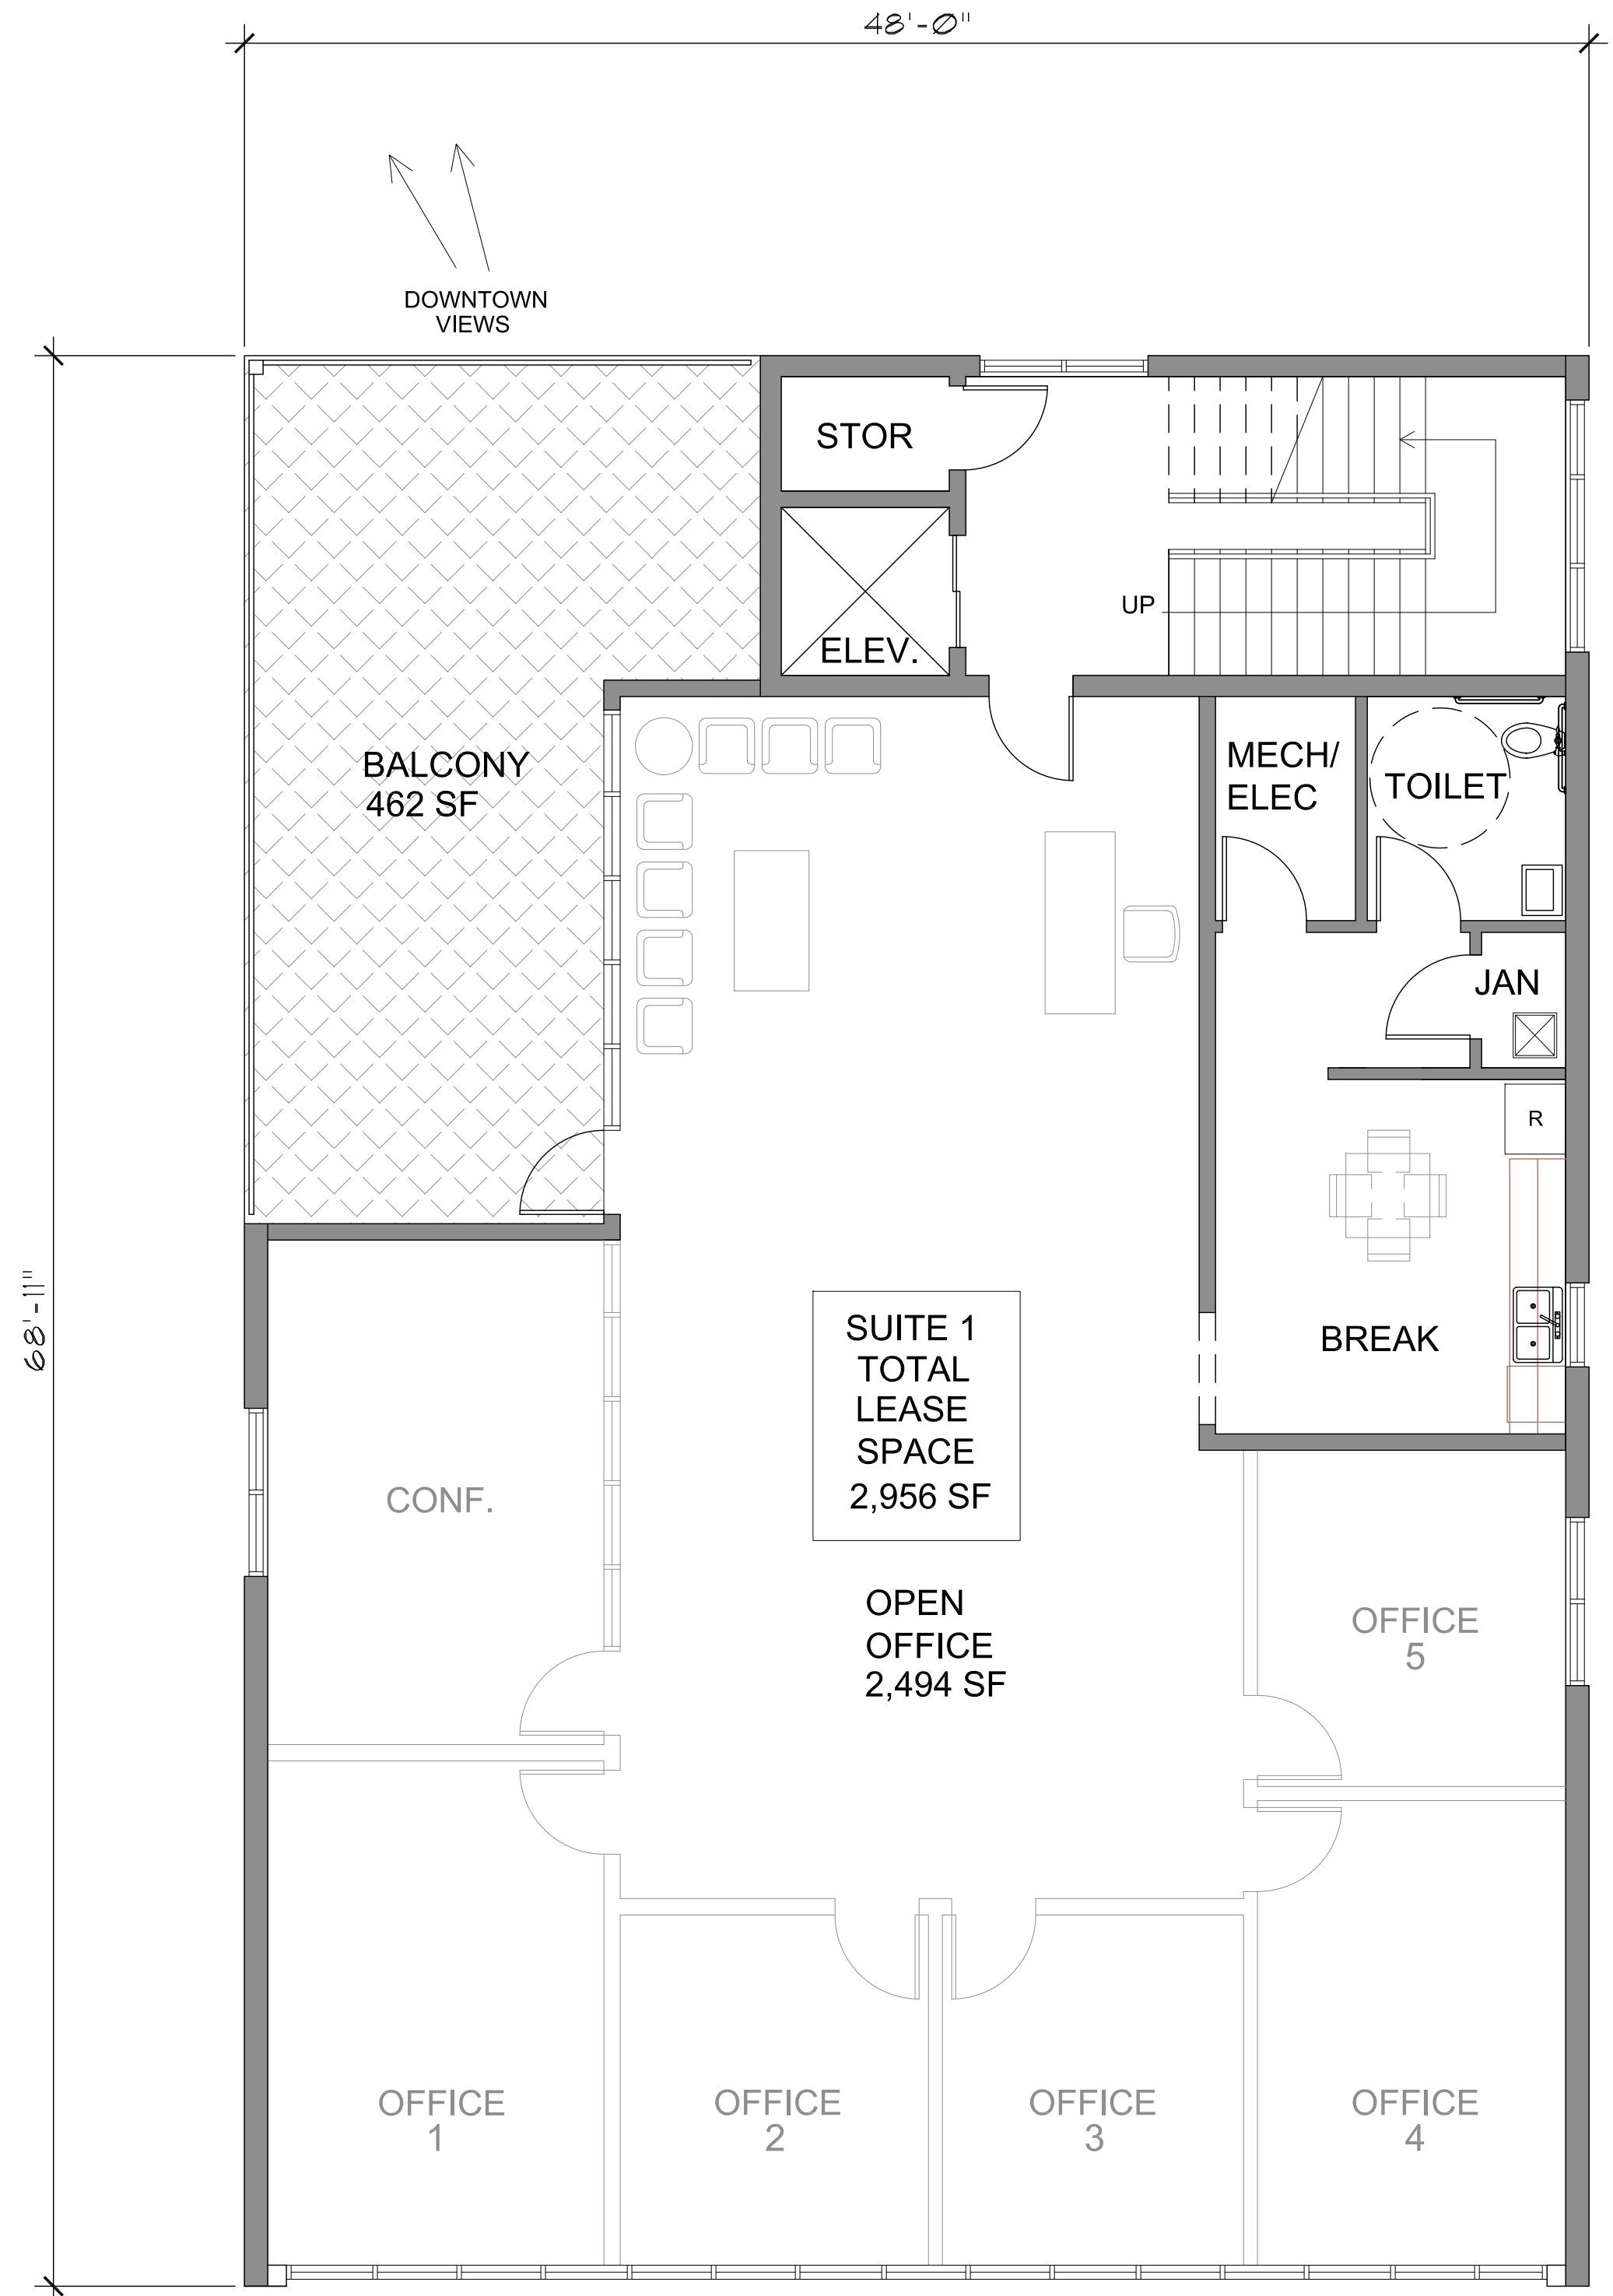 48'-0"
DOWNTOWN
VIEWS
STOR
ELEV.
UP
BALCONY
462 SF
MECH/
ELEC
TOILET
JAN
R
68'-11"
SUITE 1
TOTAL
LEASE
SPACE
2,956 SF
BREAK
CONF.
OPEN
OFFICE
2,494 SF
OFFICE
5
OFFICE
1
OFFICE
2
OFFICE
3
OFFICE
4